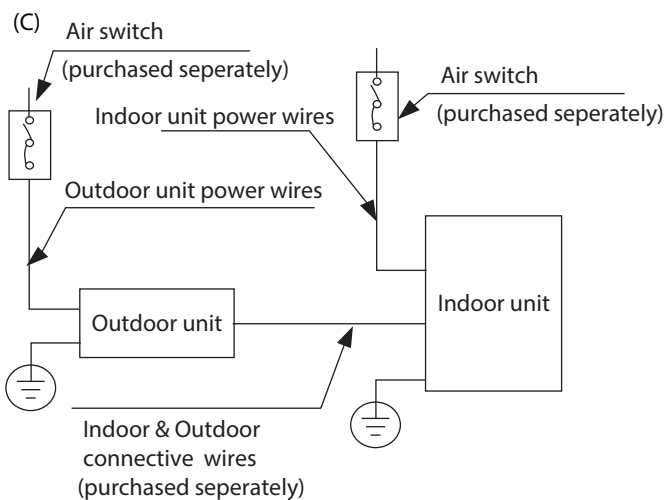 (C)
Air switch
(purchased seperately)
Air switch
(purchased seperately)
Indoor unit power wires
Outdoor unit power wires
Indoor unit
Outdoor unit
Indoor & Outdoor
connective wires
(purchased seperately)